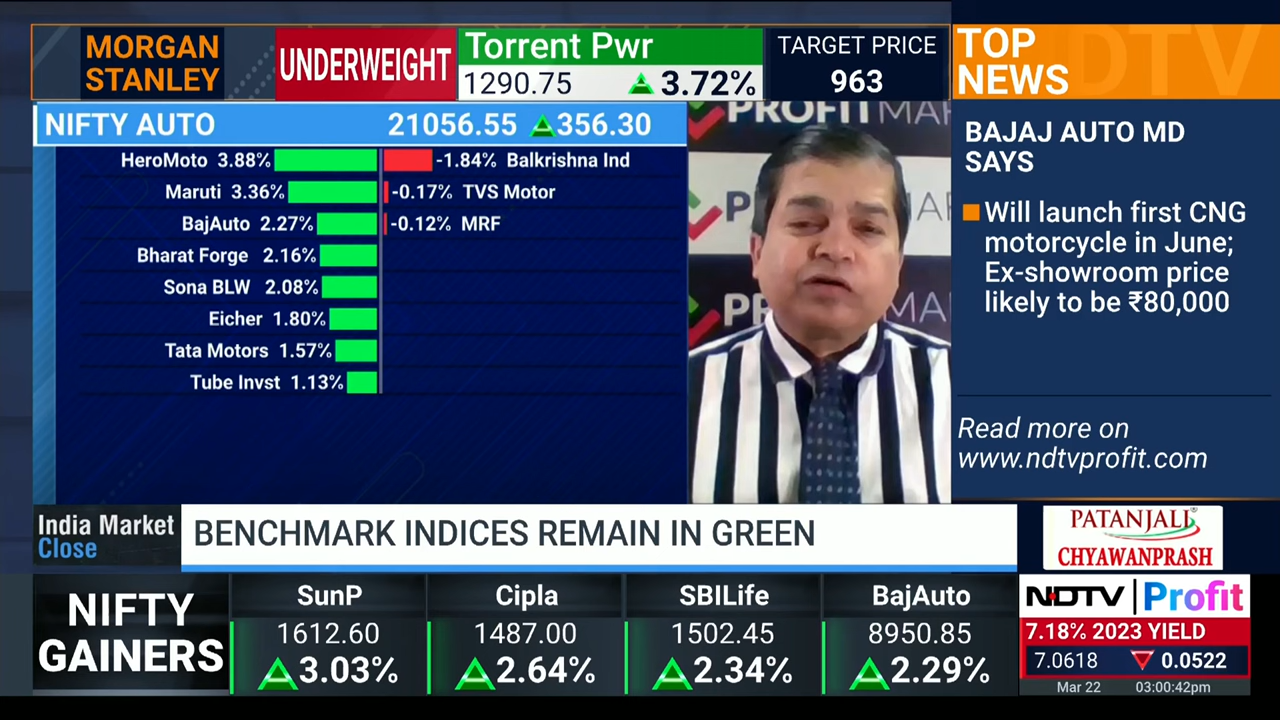 MORGAN
STANLEY
UNDERWEIGHT
Torrent Pwr
1290.75 ▲ 3.72%
TARGET PRICE
963
TOP
NEWS
NIFTY AUTO 21056.55 ▲ 356.30
HeroMoto 3.88% -1.84% Balkrishna Ind
Maruti 3.36% -0.17% TVS Motor
BajAuto 2.27% -0.12% MRF
Bharat Forge 2.16%
Sona BLW 2.08%
Eicher 1.80%
Tata Motors 1.57%
Tube Invst 1.13%
PROFITMAR
BAJAJ AUTO MD
SAYS
Will launch first CNG
motorcycle in June;
Ex-showroom price
likely to be ₹80,000
Read more on
www.ndtvprofit.com
India Market
Close
BENCHMARK INDICES REMAIN IN GREEN
PATANJALI
CHYAWANPRASH
NIFTY
GAINERS
SunP
1612.60
▲ 3.03%
Cipla
1487.00
▲ 2.64%
SBILife
1502.45
▲ 2.34%
BajAuto
8950.85
▲ 2.29%
NDTV | Profit
7.18% 2023 YIELD
7.0618 ▼ 0.0522
Mar 22 03:00:42pm